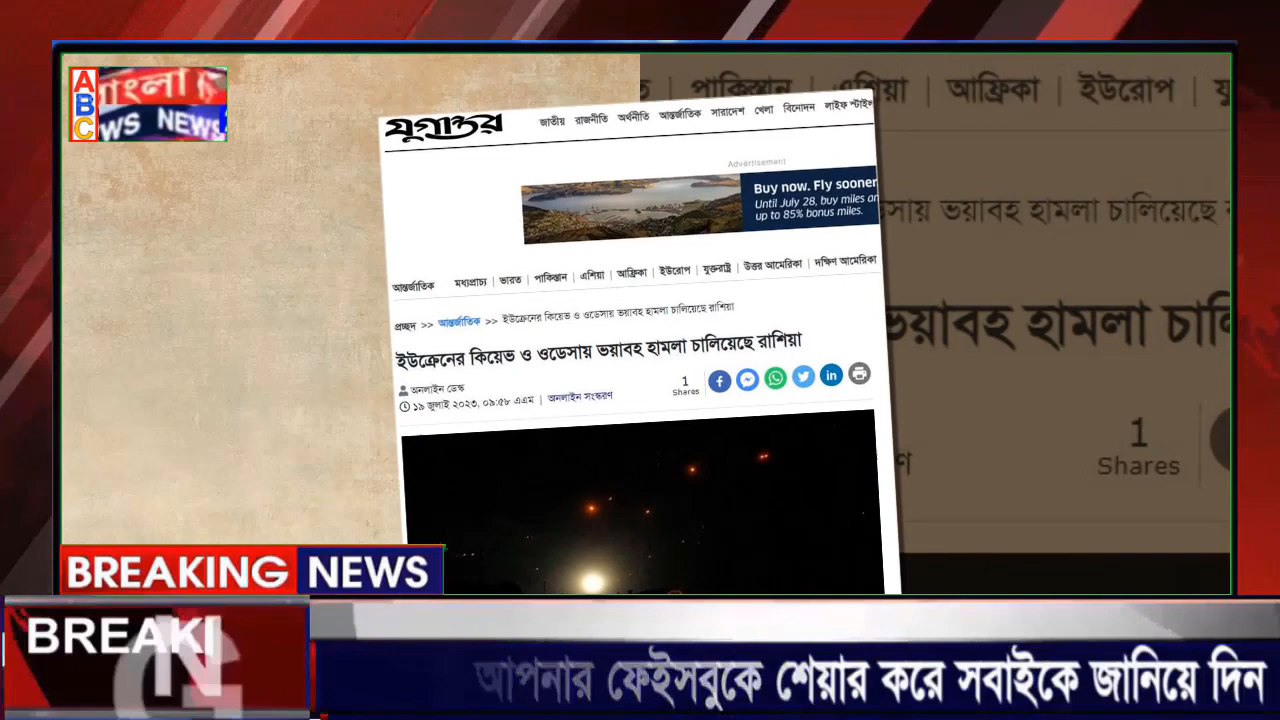 ABC
বাংলা
NEWS
পাকিস্তান | এশিয়া | আফ্রিকা | ইউরোপ
যুগান্তর
জাতীয় রাজনীতি অর্থনীতি আন্তর্জাতিক সারাদেশ খেলা বিনোদন লাইফ স্টাইল
Advertisement
Buy now. Fly sooner
Until July 28, buy miles
up to 85% bonus miles.
ভয়াবহ হামলা চালিয়েছে
আন্তর্জাতিক মধ্যপ্রাচ্য | ভারত | পাকিস্তান | এশিয়া | আফ্রিকা | ইউরোপ | যুক্তরাষ্ট্র | উত্তর আমেরিকা | দক্ষিণ আমেরিকা
প্রচ্ছদ >> আন্তর্জাতিক >> ইউক্রেনের কিয়েভ ও ওডেসায় ভয়াবহ হামলা চালিয়েছে রাশিয়া
ইউক্রেনের কিয়েভ ও ওডেসায় ভয়াবহ হামলা চালিয়েছে রাশিয়া
ভয়াবহ হামলা
অনলাইন ডেস্ক
১৯ জুলাই ২০২৩, ০৯:৫৮ এএম | অনলাইন সংস্করণ
1
Shares
1
Shares
BREAKING NEWS
BREAKI
আপনার ফেইসবুকে শেয়ার করে সবাইকে জানিয়ে দিন